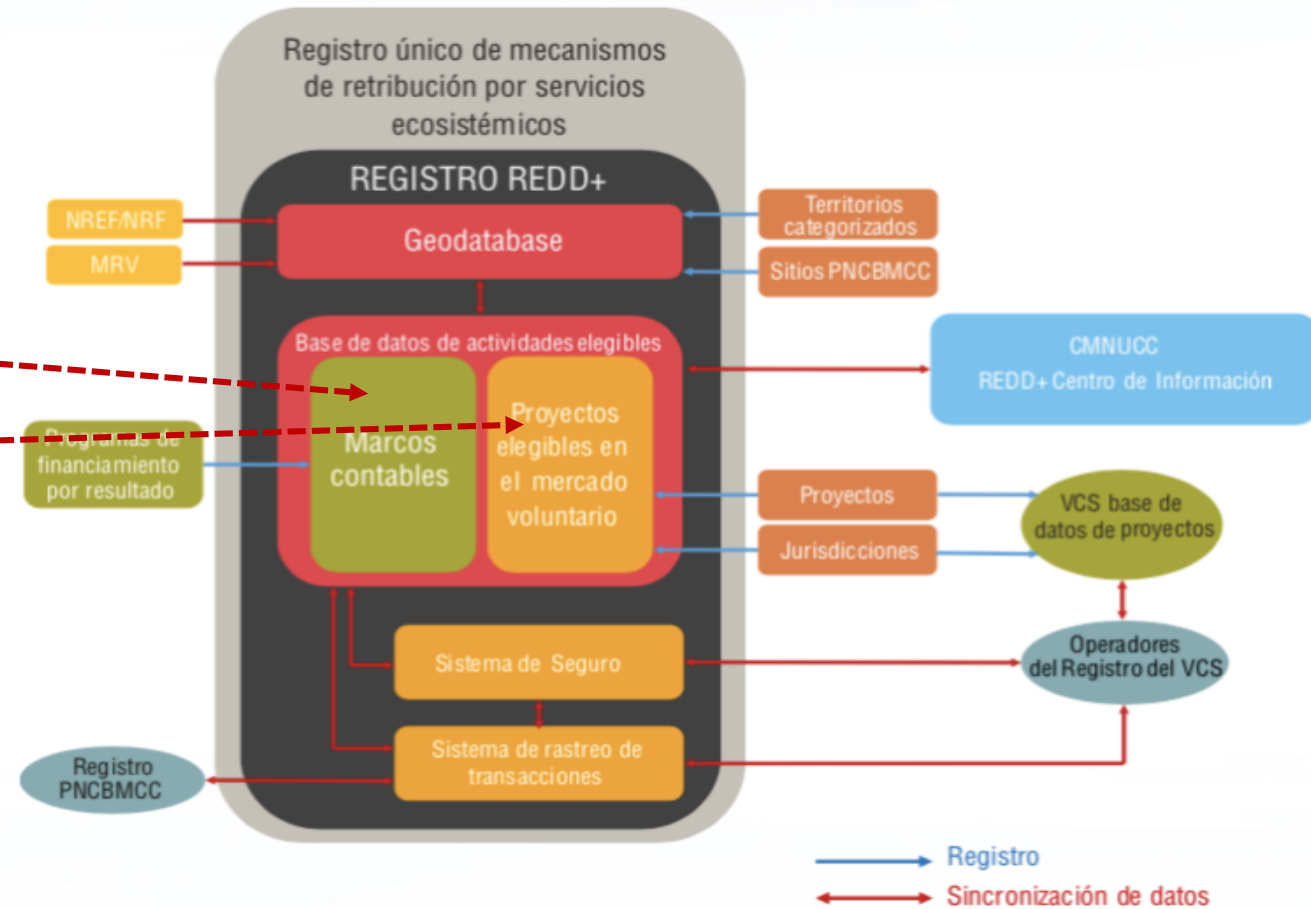 Registro único de mecanismos
de retribución por servicios
ecosistémicos
REGISTRO REDD+
NREF/NRF
MRV
Geodatabase
Territorios
categorizados
Sitios PNCBMCC
Base de datos de actividades elegibles
Marcos
contables
Proyectos
elegibles en
el mercado
voluntario
CMNUCC
REDD+ Centro de Información
Programas de
financiamiento
por resultado
Proyectos
Jurisdicciones
VCS base de
datos de proyectos
Sistema de Seguro
Operadores
del Registro del VCS
Sistema de rastreo de
transacciones
Registro
PNCBMCC
Registro
Sincronización de datos